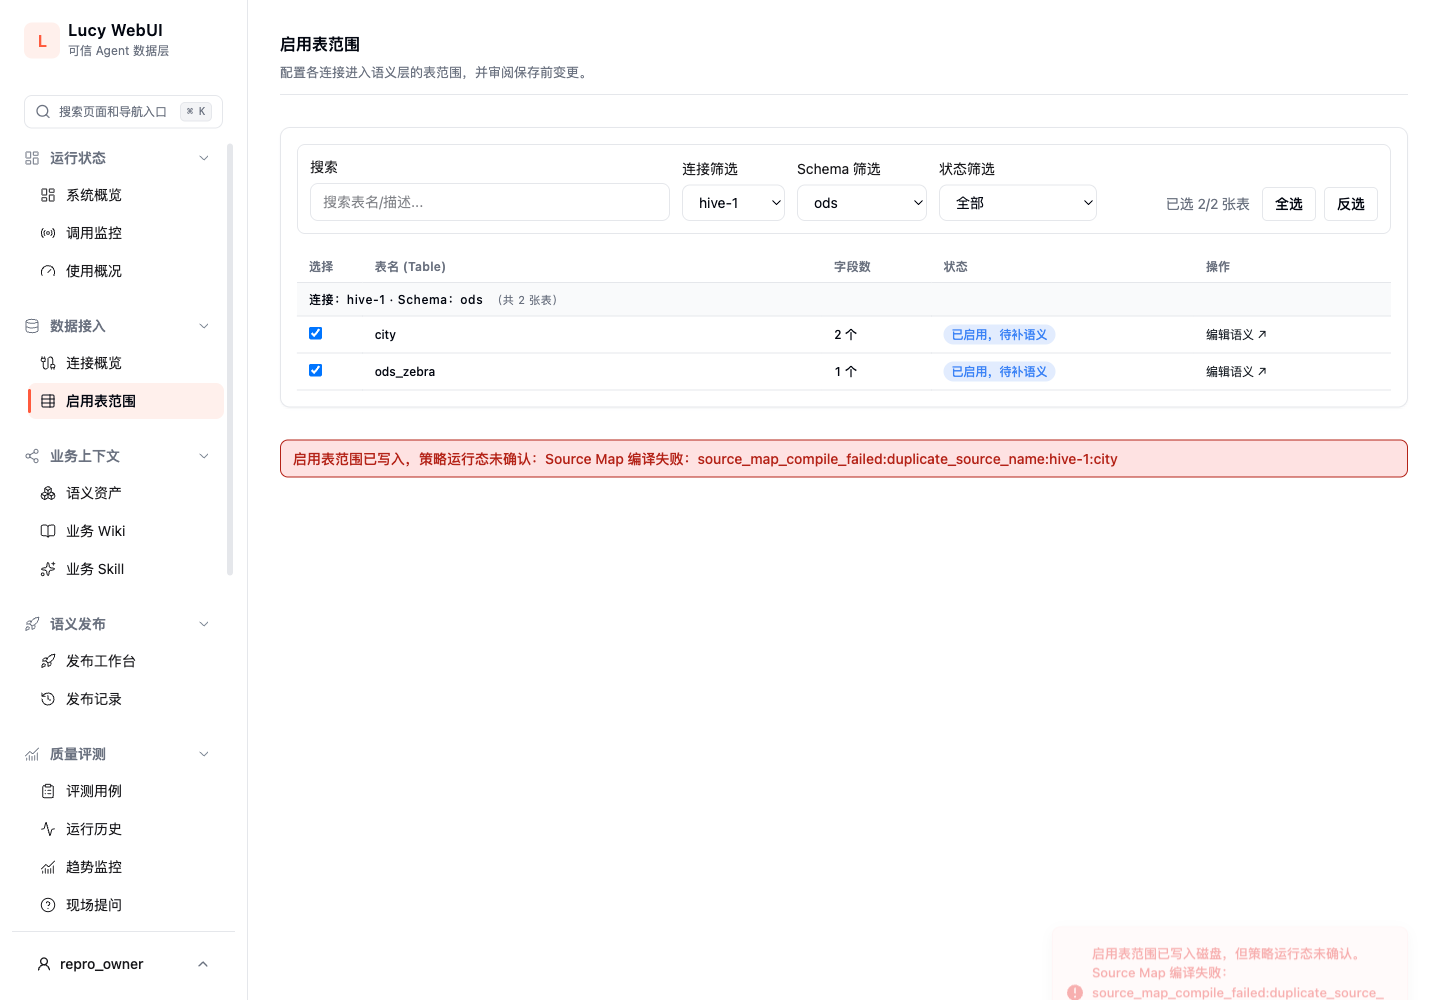 L
Lucy WebUI
可信 Agent 数据层
搜索页面和导航入口 ⌘ K
运行状态
系统概览
调用监控
使用概况
数据接入
连接概览
启用表范围
业务上下文
语义资产
业务 Wiki
业务 Skill
语义发布
发布工作台
发布记录
质量评测
评测用例
运行历史
趋势监控
现场提问
repro_owner
启用表范围
配置各连接进入语义层的表范围，并审阅保存前变更。
搜索
搜索表名/描述...
连接筛选
hive-1
Schema 筛选
ods
状态筛选
全部
已选 2/2 张表 全选 反选
选择 表名 (Table) 字段数 状态 操作
连接：hive-1 · Schema：ods （共 2 张表）
city 2 个 已启用，待补语义 编辑语义 ↗
ods_zebra 1 个 已启用，待补语义 编辑语义 ↗
启用表范围已写入，策略运行态未确认：Source Map 编译失败：source_map_compile_failed:duplicate_source_name:hive-1:city
启用表范围已写入磁盘，但策略运行态未确认。
Source Map 编译失败：
source_map_compile_failed:duplicate_source_